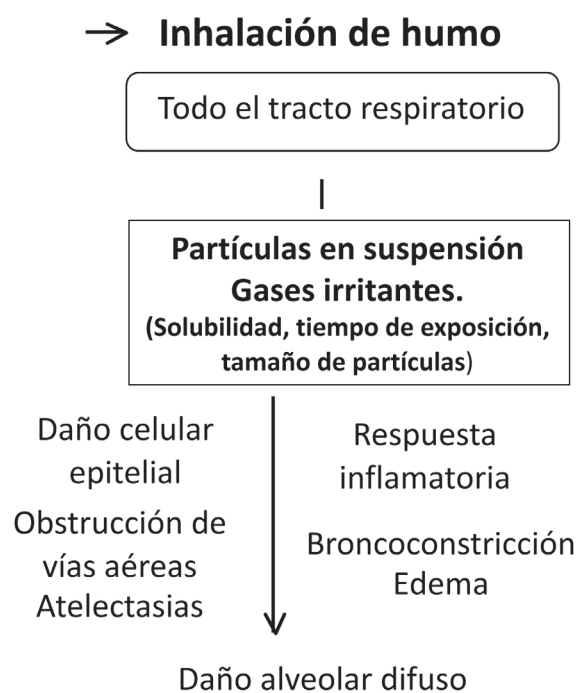 → Inhalación de humo
Todo el tracto respiratorio
Partículas en suspensión
Gases irritantes.
(Solubilidad, tiempo de exposición,
tamaño de partículas)
Daño celular
epitelial
Obstrucción de
vías aéreas
Atelectasias
Respuesta
inflamatoria
Broncoconstricción
Edema
Daño alveolar difuso